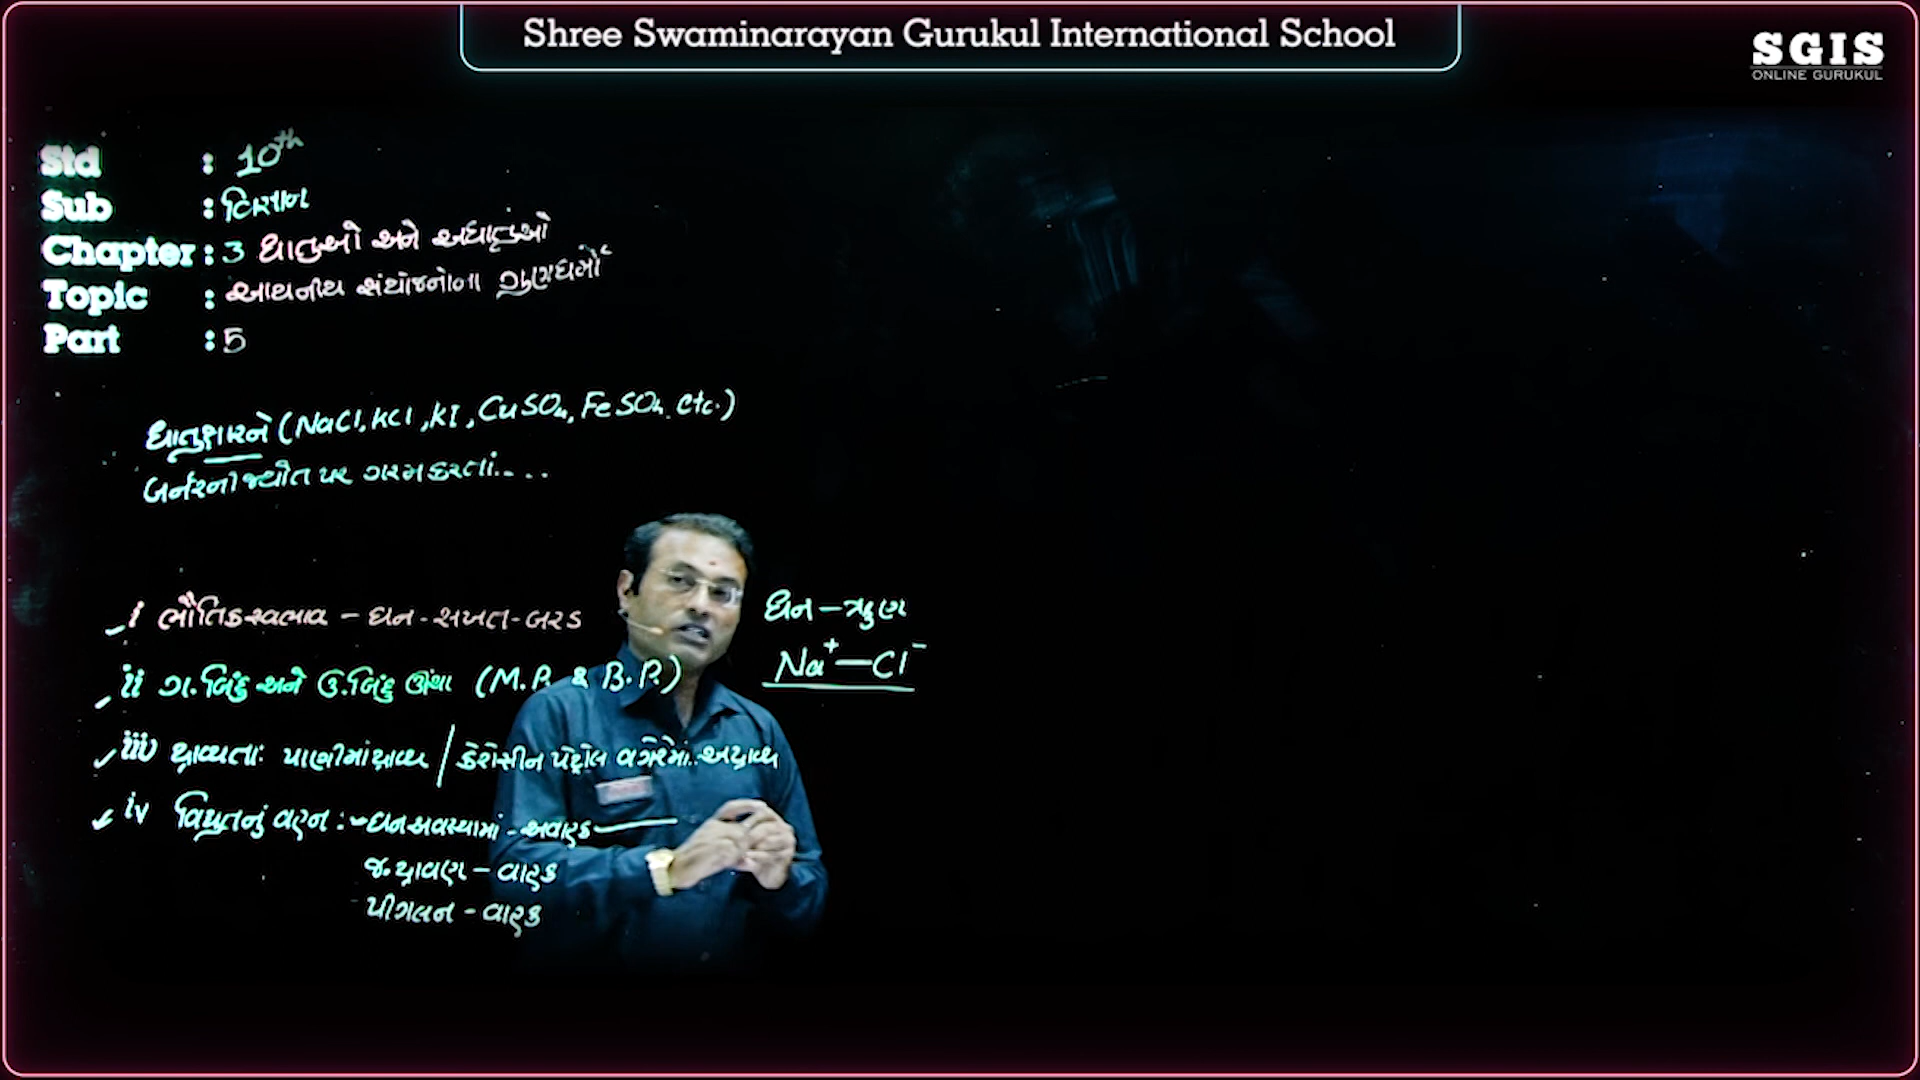 Shree Swaminarayan Gurukul International School
SGIS
ONLINE GURUKUL
Std : 10th
Sub : વિજ્ઞાન
Chapter : 3 ધાતુઓ અને અધાતુઓ
Topic : આયનીય સંયોજનોના ગુણધર્મો
Part : 5
ધાતુક્ષારને (NaCl, KCl, KI, CuSO4, FeSO4 etc.)
બર્નરની જ્યોત પર ગરમ કરતાં....
i ભૌતિક સ્વભાવ - ઘન - સખત - બરડ
ii ગ.બિંદુ અને ઉ.બિંદુ ઊંચા (M.P. & B.P.)
iii દ્રાવ્યતા: પાણીમાં દ્રાવ્ય / કેરોસીન પેટ્રોલ વગેરેમાં.. અદ્રાવ્ય
iv વિદ્યુતનું વહન :- ઘન અવસ્થામાં - અવાહક
જ.દ્રાવણ - વાહક
પીગલન - વાહક
ધન - ઋણ
Na+ — Cl-